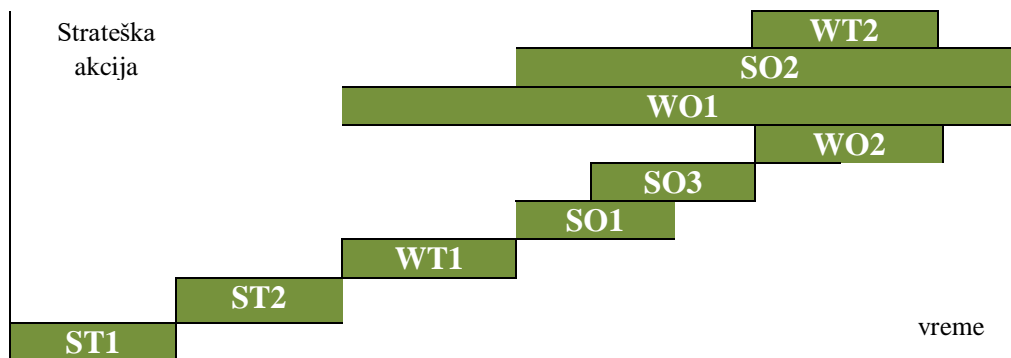 Strateška
akcija
WT2
SO2
WO1
WO2
SO3
SO1
WT1
ST2
ST1
vreme